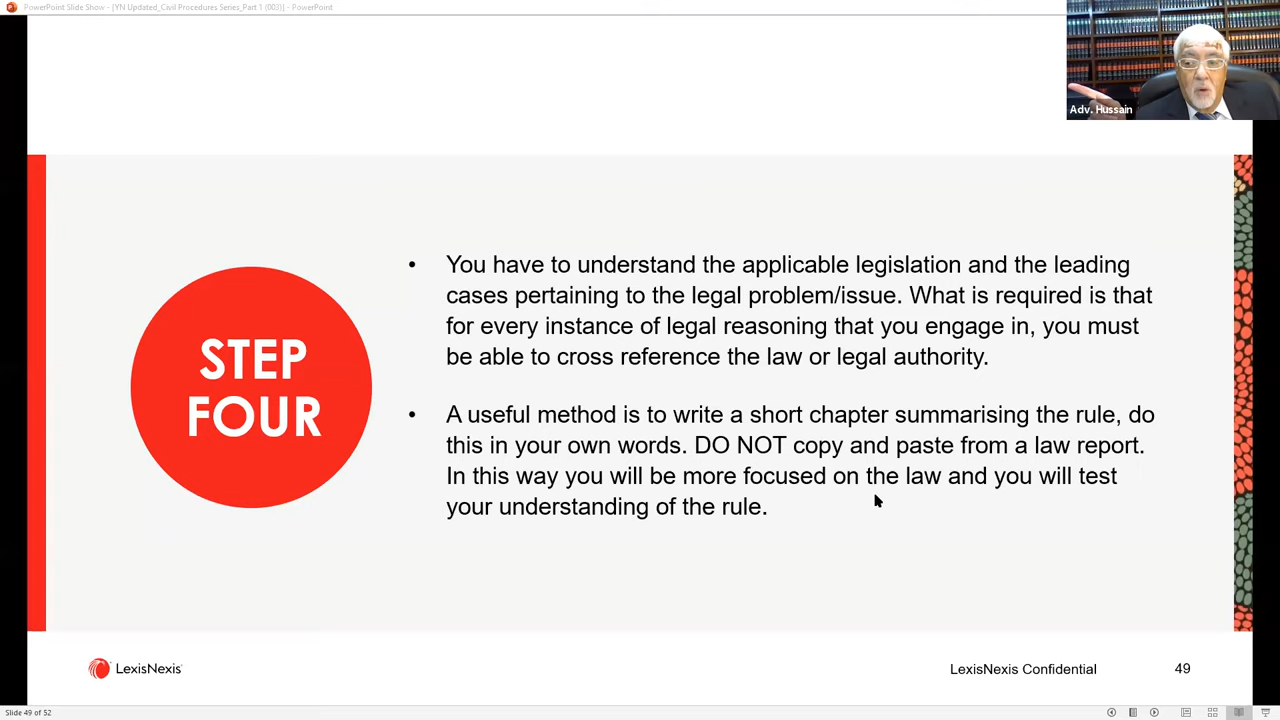 PowerPoint Slide Show - [YN Updated_Civil Procedures Series_Part 1 (003)] - PowerPoint
Adv. Hussain
STEP
FOUR
• You have to understand the applicable legislation and the leading
cases pertaining to the legal problem/issue. What is required is that
for every instance of legal reasoning that you engage in, you must
be able to cross reference the law or legal authority.
• A useful method is to write a short chapter summarising the rule, do
this in your own words. DO NOT copy and paste from a law report.
In this way you will be more focused on the law and you will test
your understanding of the rule.
LexisNexis
LexisNexis Confidential
49
Slide 49 of 52